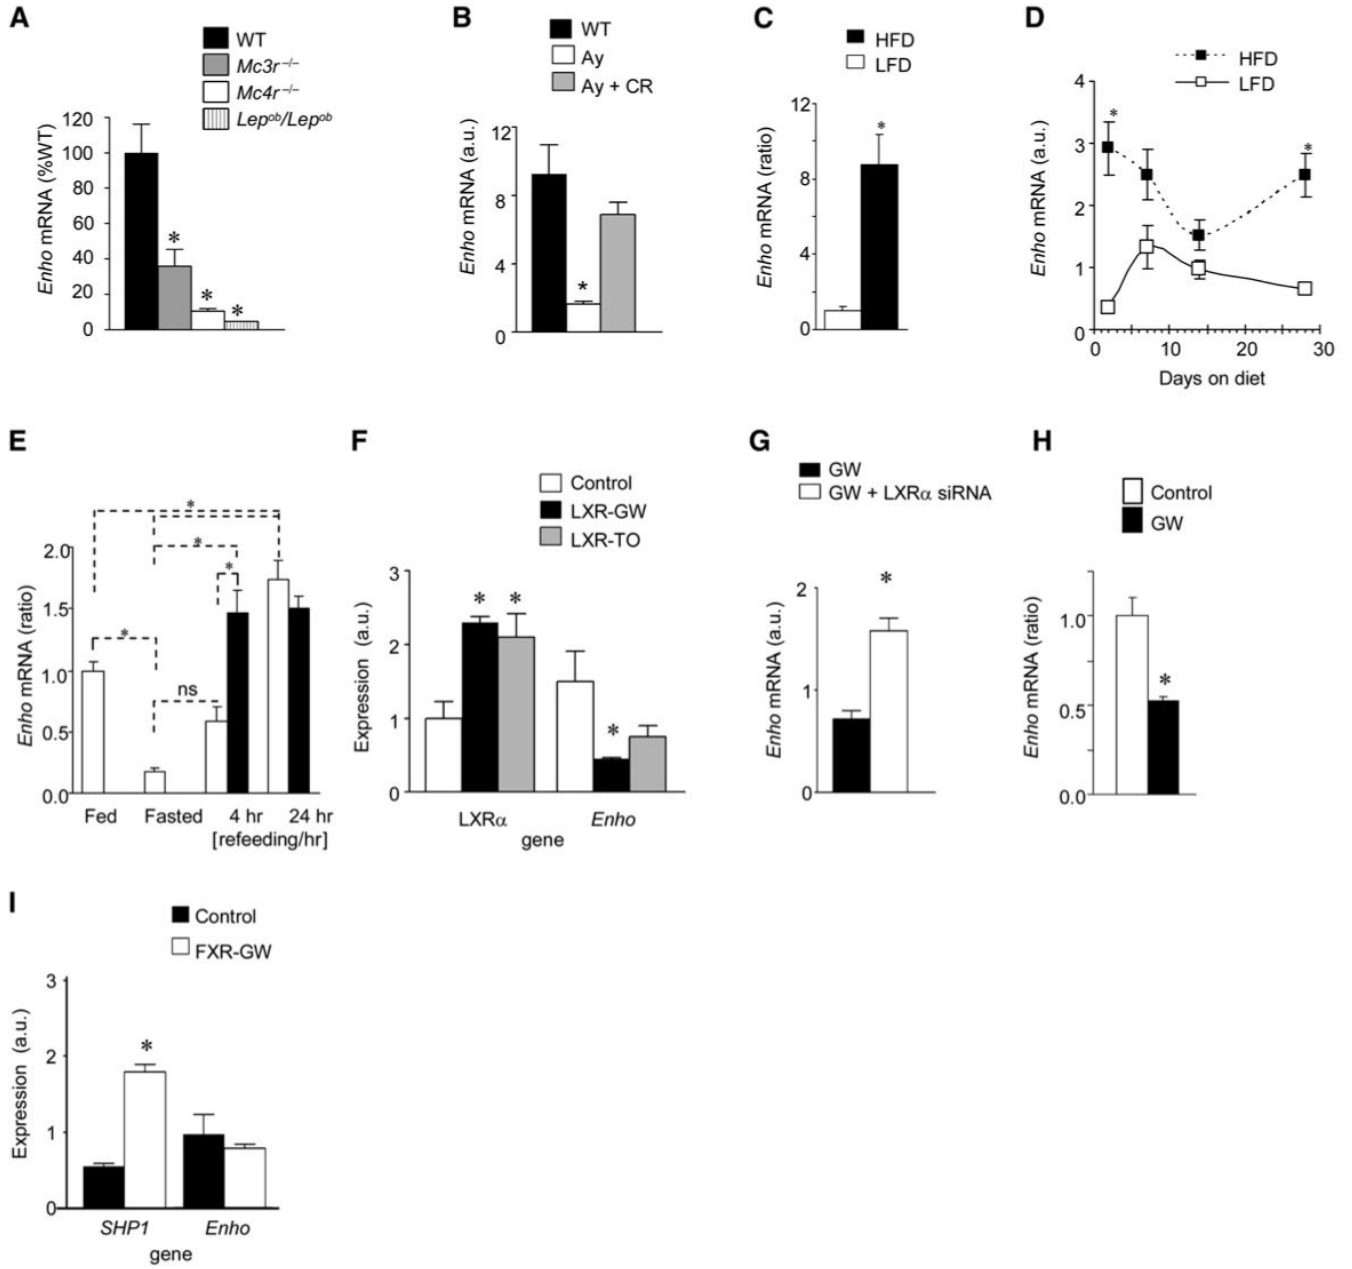 A
WT
Mc3r⁻/⁻
Mc4r⁻/⁻
Lepᵒᵇ/Lepᵒᵇ
Enho mRNA (%WT)
120
100
80
60
40
20
0
*
*
*
B
WT
Ay
Ay + CR
Enho mRNA (a.u.)
12
8
4
0
*
C
HFD
LFD
Enho mRNA (ratio)
12
8
4
0
*
D
HFD
LFD
Enho mRNA (a.u.)
4
3
2
1
0
*
*
0 10 20 30
Days on diet
E
Enho mRNA (ratio)
2.0
1.5
1.0
0.5
0.0
*
*
*
*
ns
Fed Fasted 4 hr 24 hr
[refeeding/hr]
F
Control
LXR-GW
LXR-TO
Expression (a.u.)
3
2
1
0
* *
*
LXRα Enho
gene
G
GW
GW + LXRα siRNA
Enho mRNA (a.u.)
2
1
0
*
H
Control
GW
Enho mRNA (ratio)
1.0
0.5
0.0
*
I
Control
FXR-GW
Expression (a.u.)
3
2
1
0
*
SHP1 Enho
gene